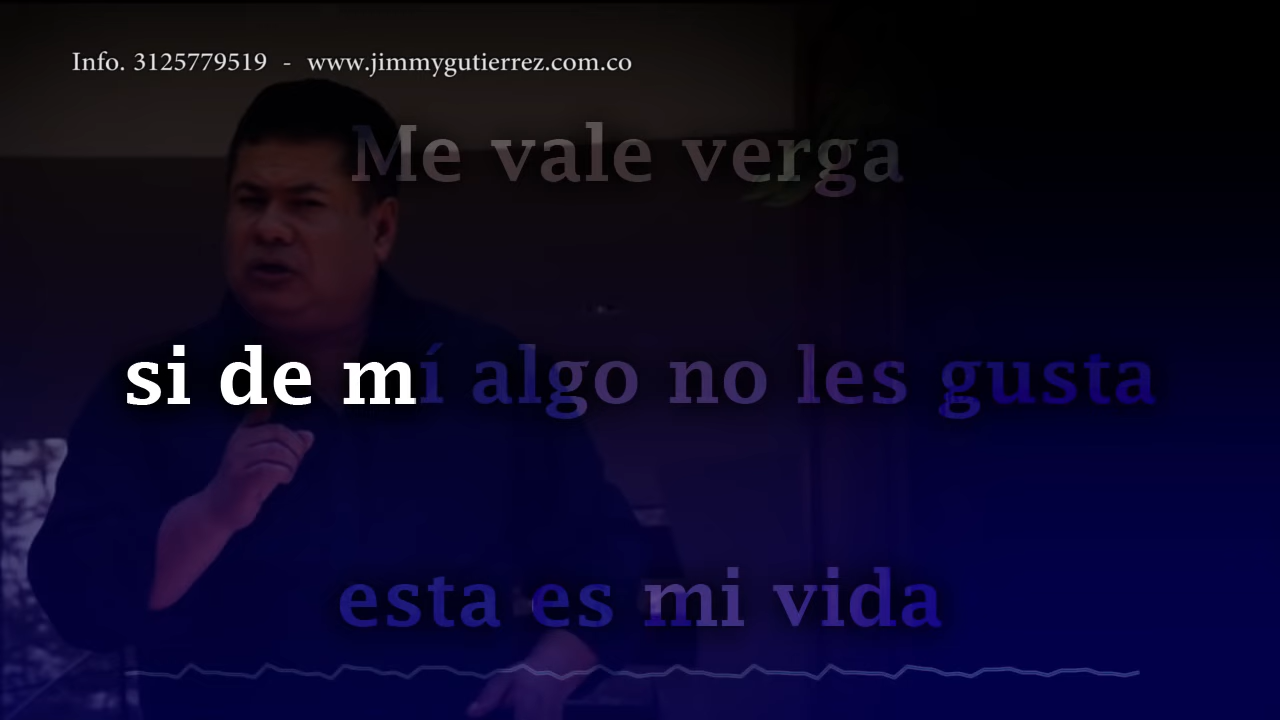 Info. 3125779519 - www.jimmygutierrez.com.co
Me vale verga
si de mí algo no les gusta
esta es mi vida